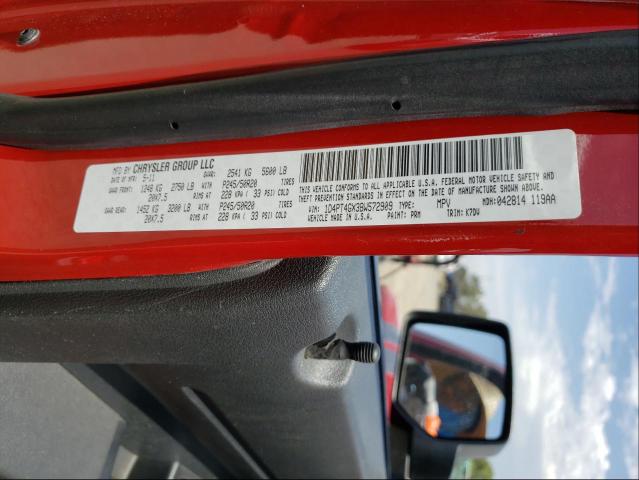 MFD BY CHRYSLER GROUP LLC
5-11 GVWR: 2541 KG 5600 LB
GAWR FRONT: 1248 KG 2750 LB WITH P245/50R20 TIRES
20X7.5 RIMS AT 228 KPA ( 33 PSI) COLD
GAWR REAR: 1452 KG 3200 LB WITH P245/50R20 TIRES
20X7.5 RIMS AT 228 KPA ( 33 PSI) COLD
THIS VEHICLE CONFORMS TO ALL APPLICABLE U.S.A. FEDERAL MOTOR VEHICLE SAFETY AND THEFT PREVENTION STANDARDS IN EFFECT ON THE DATE OF MANUFACTURE SHOWN ABOVE.
VIN: 1D4PT4GX3BW572909 TYPE: MPV MDH: 042814 119AA
VEHICLE MADE IN U.S.A. PAINT: PRM TRIM: K7DV